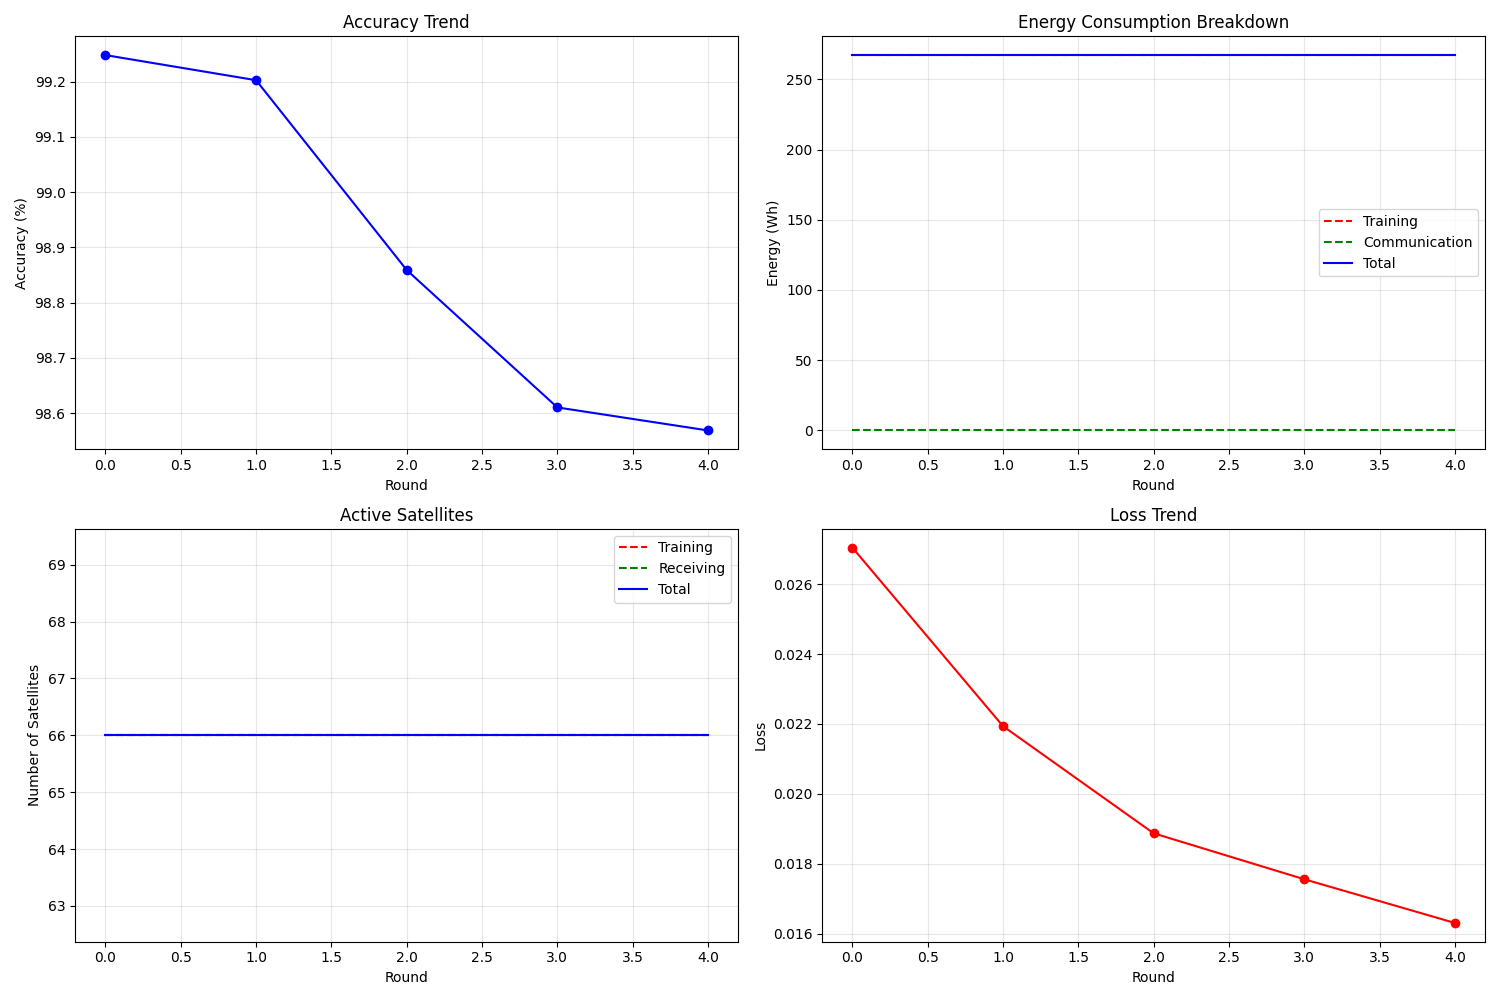 Accuracy Trend
Accuracy (%)
99.2
99.1
99.0
98.9
98.8
98.7
98.6
0.0 0.5 1.0 1.5 2.0 2.5 3.0 3.5 4.0
Round
Energy Consumption Breakdown
Energy (Wh)
250
200
150
100
50
0
Training
Communication
Total
0.0 0.5 1.0 1.5 2.0 2.5 3.0 3.5 4.0
Round
Active Satellites
Number of Satellites
69
68
67
66
65
64
63
Training
Receiving
Total
0.0 0.5 1.0 1.5 2.0 2.5 3.0 3.5 4.0
Round
Loss Trend
Loss
0.026
0.024
0.022
0.020
0.018
0.016
0.0 0.5 1.0 1.5 2.0 2.5 3.0 3.5 4.0
Round